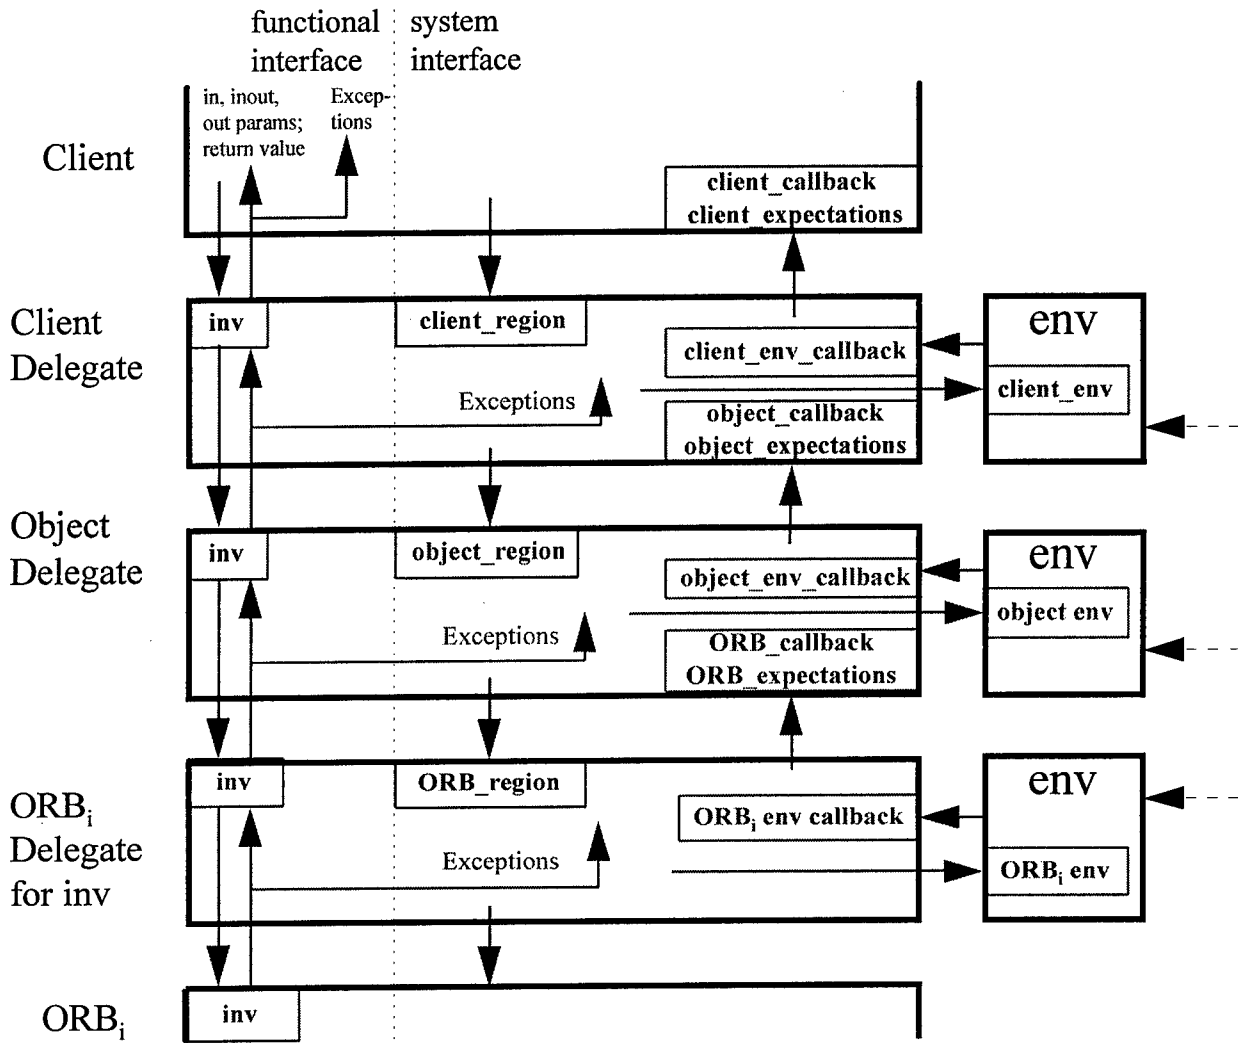 functional
interface
system
interface
in, inout,
out params;
return value
Excep-
tions
Client
client_callback
client_expectations
Client
Delegate
inv
client_region
client_env_callback
env
client_env
Exceptions
object_callback
object_expectations
Object
Delegate
inv
object_region
object_env_callback
env
object env
Exceptions
ORB_callback
ORB_expectations
ORBi
Delegate
for inv
inv
ORB_region
ORBi env callback
env
ORBi env
Exceptions
ORBi
inv